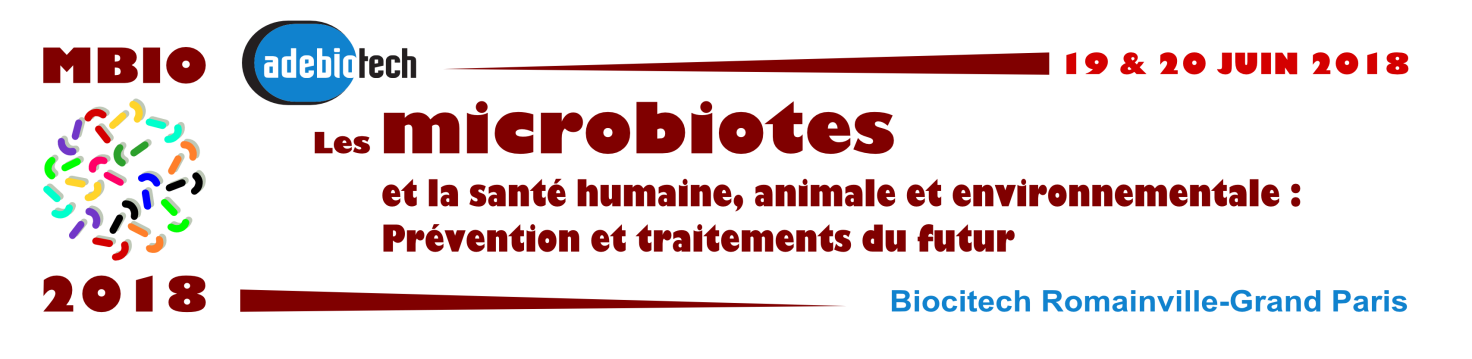 MBIO
adebiotech
19 & 20 JUIN 2018
Les microbiotes
et la santé humaine, animale et environnementale :
Prévention et traitements du futur
2018
Biocitech Romainville-Grand Paris